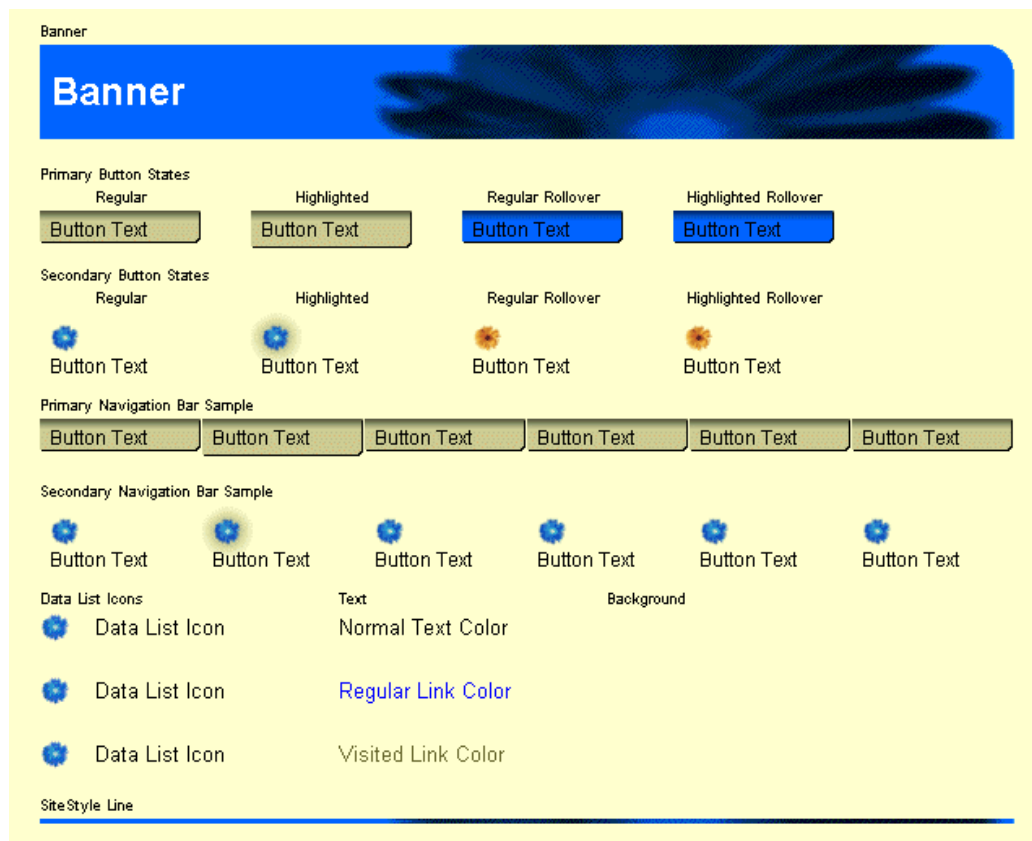 Banner
Banner
Primary Button States
Regular Highlighted Regular Rollover Highlighted Rollover
Button Text Button Text Button Text Button Text
Secondary Button States
Regular Highlighted Regular Rollover Highlighted Rollover
Button Text Button Text Button Text Button Text
Primary Navigation Bar Sample
Button Text Button Text Button Text Button Text Button Text Button Text
Secondary Navigation Bar Sample
Button Text Button Text Button Text Button Text Button Text Button Text
Data List Icons Text Background
Data List Icon Normal Text Color
Data List Icon Regular Link Color
Data List Icon Visited Link Color
SiteStyle Line